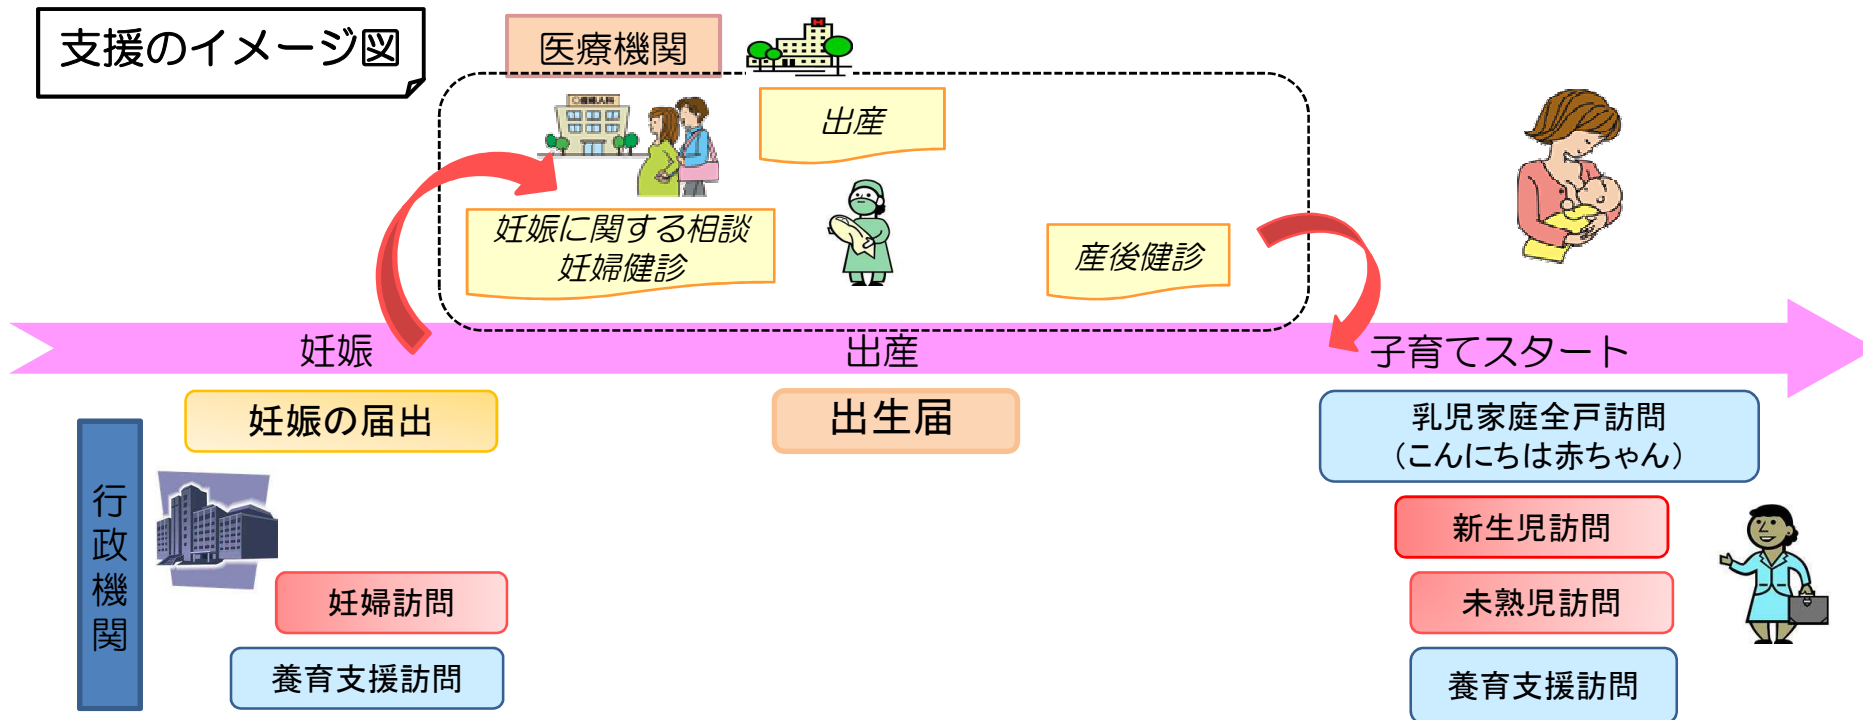 支援のイメージ図
医療機関
出産
妊娠に関する相談
妊婦健診
産後健診
妊娠
出産
子育てスタート
妊娠の届出
出生届
乳児家庭全戸訪問
（こんにちは赤ちゃん）
行政機関
新生児訪問
妊婦訪問
未熟児訪問
養育支援訪問
養育支援訪問